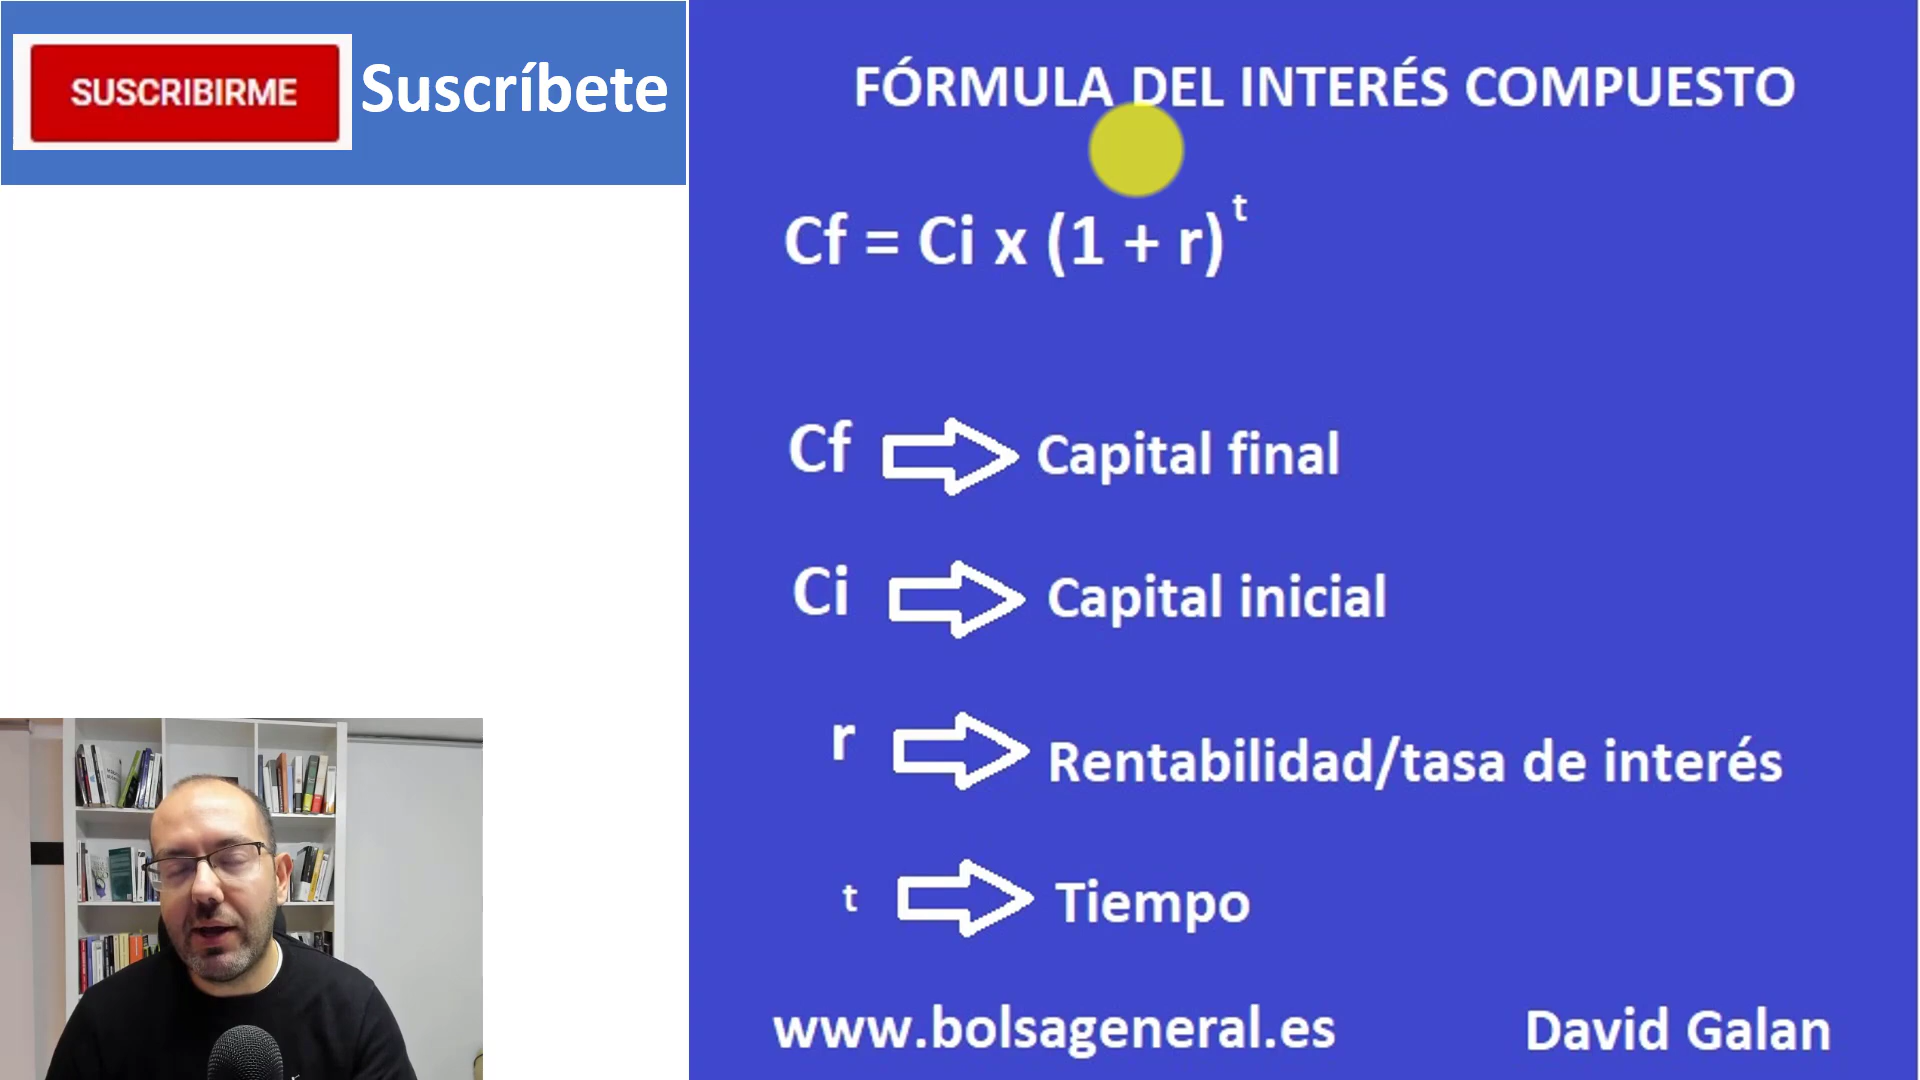 SUSCRIBIRME
Suscríbete
FÓRMULA DEL INTERÉS COMPUESTO
Cf = Ci x (1 + r)^t
Cf Capital final
Ci Capital inicial
r Rentabilidad/tasa de interés
t Tiempo
www.bolsageneral.es
David Galan